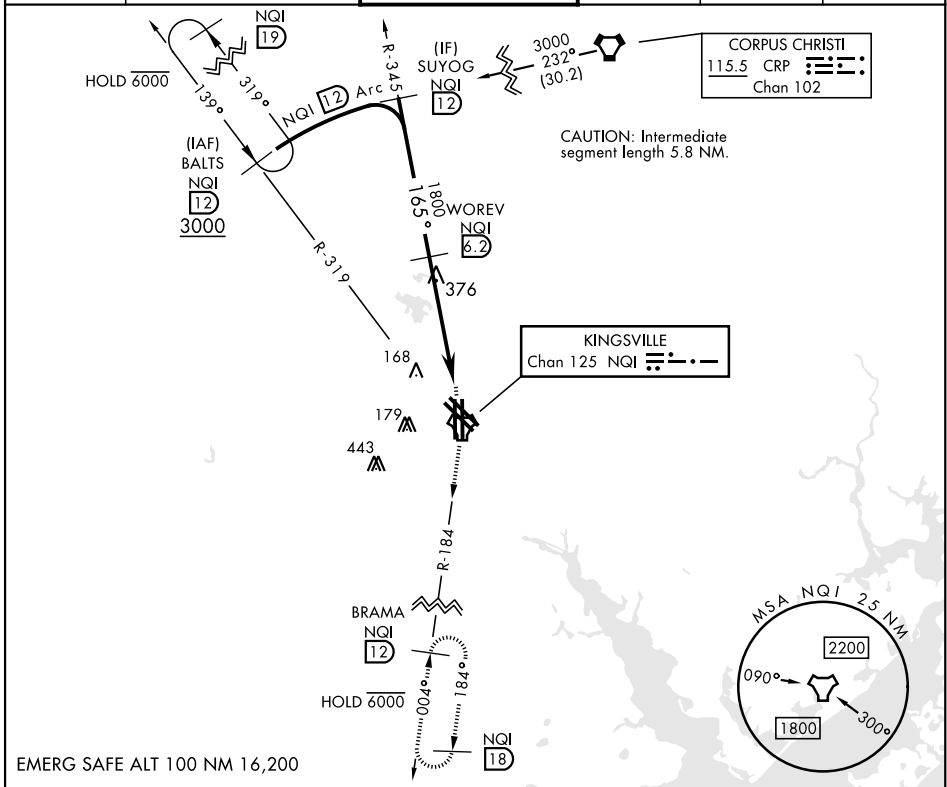 NQI
19
HOLD 6000
139°
319°
NQI 12 Arc
R-345
(IF)
SUYOG
NQI
12
3000
232°
(30.2)
CORPUS CHRISTI
115.5 CRP
Chan 102
CAUTION: Intermediate
segment length 5.8 NM.
(IAF)
BALTS
NQI
12
3000
1800
165°
WOREV
NQI
6.2
R-319
376
KINGSVILLE
Chan 125 NQI
168
179
443
R-184
BRAMA
NQI
12
HOLD 6000
004°
184°
NQI
18
MSA NQI 25 NM
2200
090°
1800
300°
EMERG SAFE ALT 100 NM 16,200